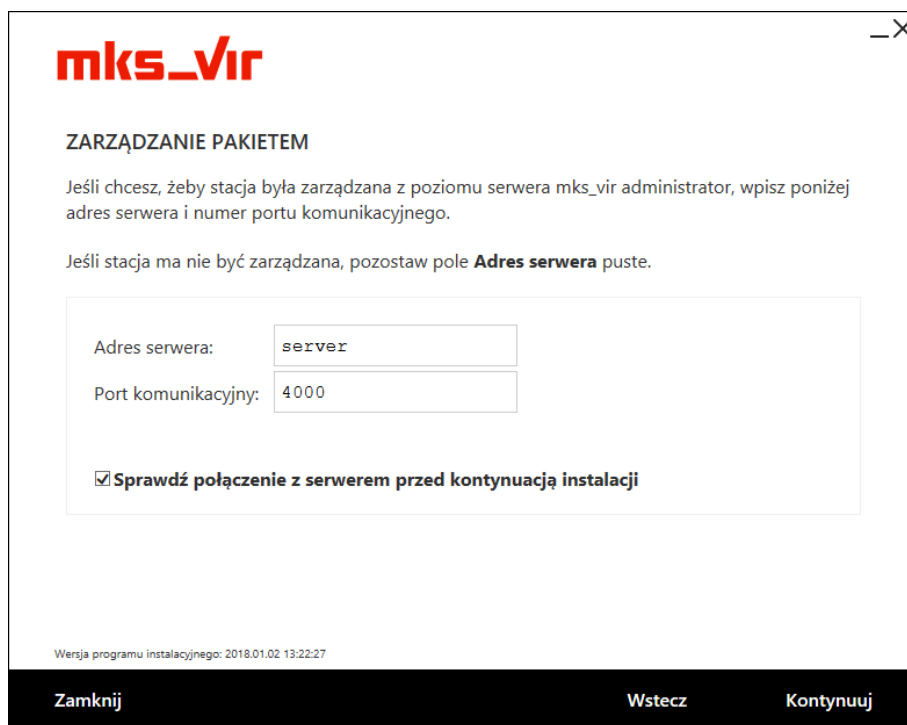 mks_vir
ZARZĄDZANIE PAKIETEM
Jeśli chcesz, żeby stacja była zarządzana z poziomu serwera mks_vir administrator, wpisz poniżej
adres serwera i numer portu komunikacyjnego.
Jeśli stacja ma nie być zarządzana, pozostaw pole Adres serwera puste.
Adres serwera: server
Port komunikacyjny: 4000
Sprawdź połączenie z serwerem przed kontynuacją instalacji
Wersja programu instalacyjnego: 2018.01.02 13:22:27
Zamknij Wstecz Kontynuuj